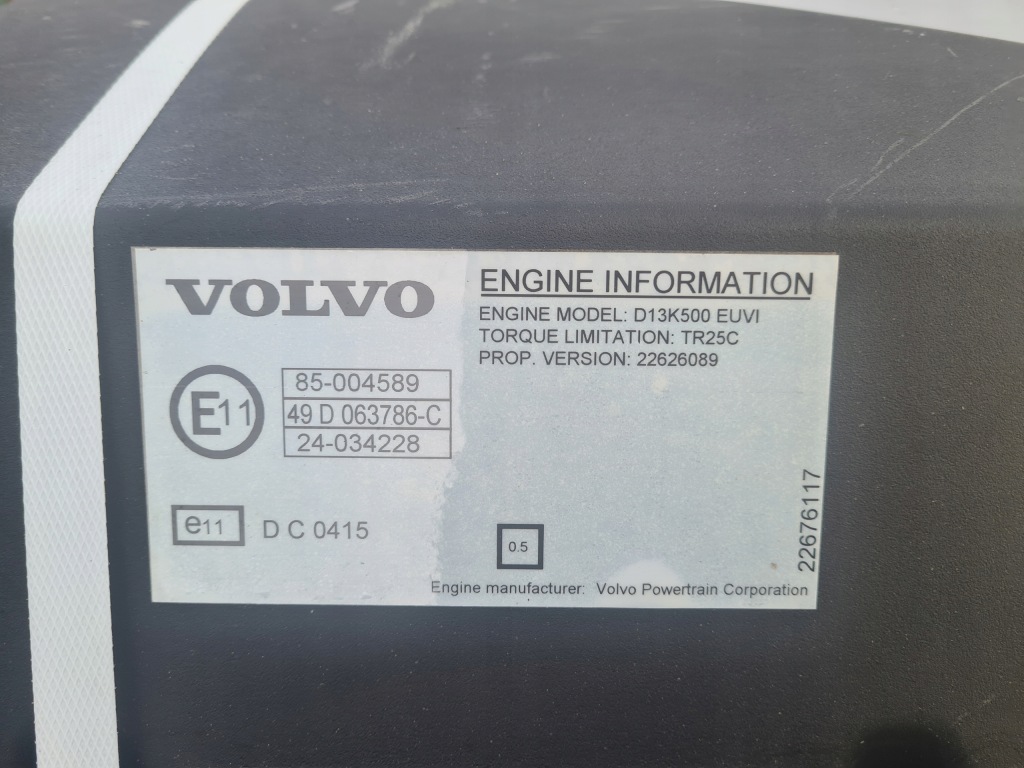 VOLVO
ENGINE INFORMATION
ENGINE MODEL: D13K500 EUVI
TORQUE LIMITATION: TR25C
PROP. VERSION: 22626089
E11
85-004589
49 D 063786-C
24-034228
e11 D C 0415
0.5
22676117
Engine manufacturer: Volvo Powertrain Corporation